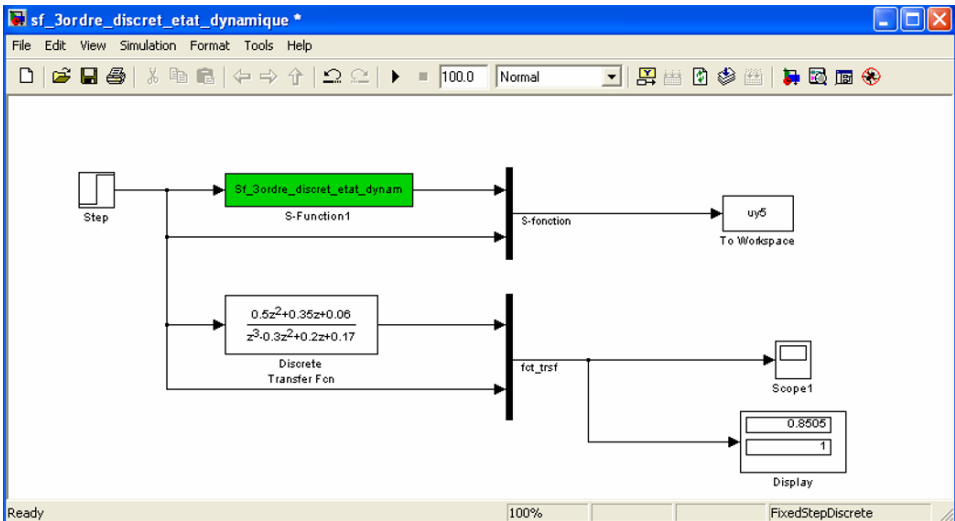 sf_3ordre_discret_etat_dynamique *
File Edit View Simulation Format Tools Help
100.0 Normal
Step
Sf_3ordre_discret_etat_dynam
S-Function1
S-fonction
uy5
To Workspace
0.5z²+0.35z+0.06
z³-0.3z²+0.2z+0.17
Discrete
Transfer Fcn
fct_trsf
Scope1
0.8505
1
Display
Ready 100% FixedStepDiscrete